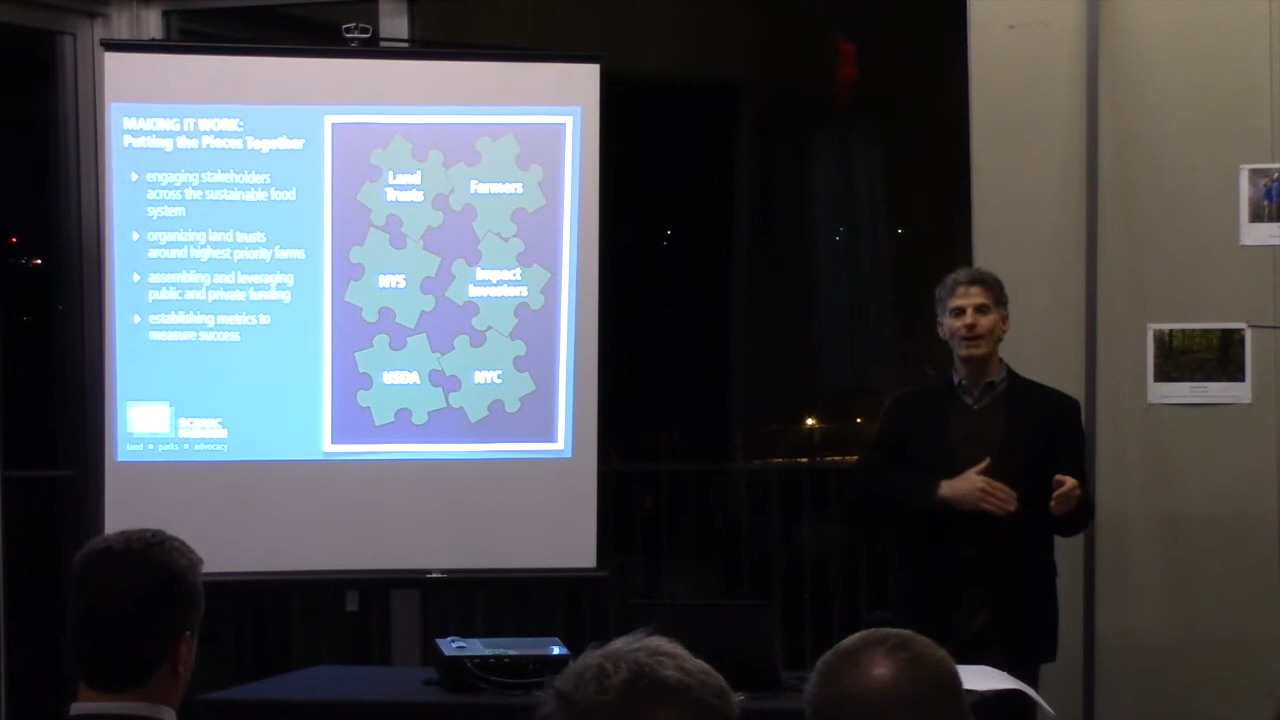 MAKING IT WORK:
Putting the Pieces Together
engaging stakeholders
across the sustainable food
system
organizing land trusts
around highest priority farms
assembling and leveraging
public and private funding
establishing metrics to
measure success
Land
Trusts
Farmers
NYS
Impact
Investors
USDA
NYC
SCENIC
HUDSON
land parks advocacy